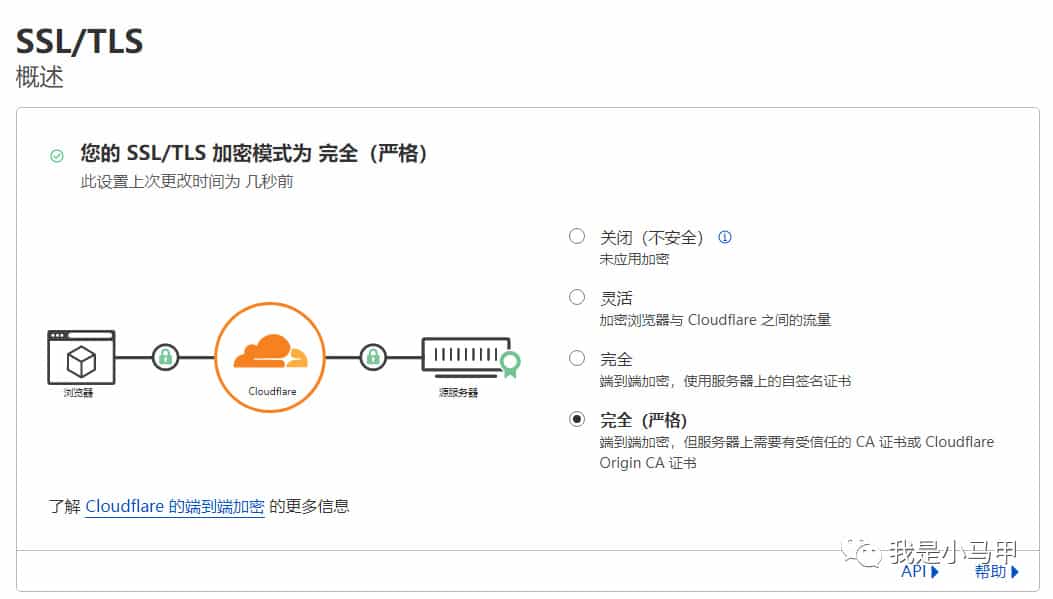 SSL/TLS
概述
您的 SSL/TLS 加密模式为 完全（严格）
此设置上次更改时间为 几秒前
关闭（不安全）
未应用加密
灵活
加密浏览器与 Cloudflare 之间的流量
完全
端到端加密，使用服务器上的自签名证书
完全（严格）
端到端加密，但服务器上需要有受信任的 CA 证书或 Cloudflare
Origin CA 证书
浏览器
Cloudflare
源服务器
了解 Cloudflare 的端到端加密 的更多信息
我是小马甲
API
帮助